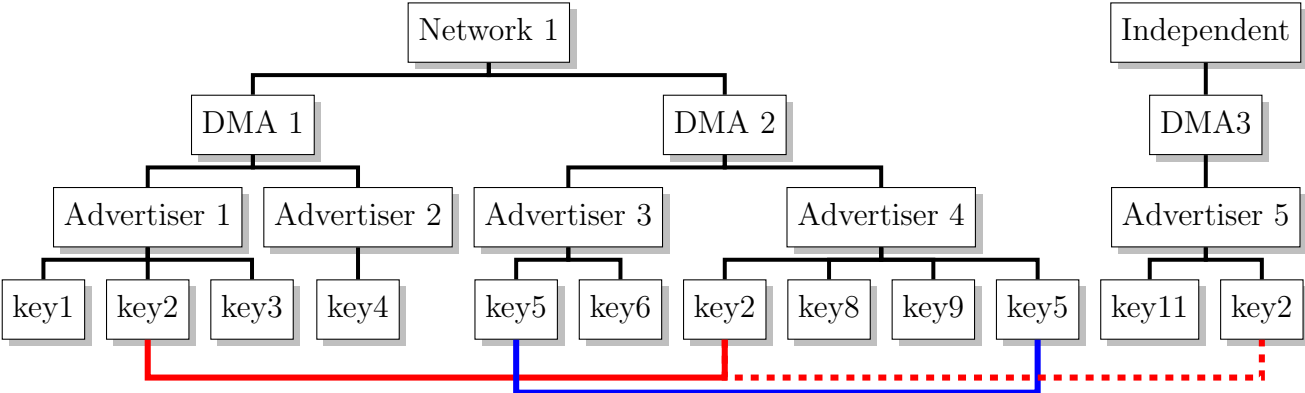 Network 1
Independent
DMA 1
DMA 2
DMA3
Advertiser 1
Advertiser 2
Advertiser 3
Advertiser 4
Advertiser 5
key1
key2
key3
key4
key5
key6
key2
key8
key9
key5
key11
key2